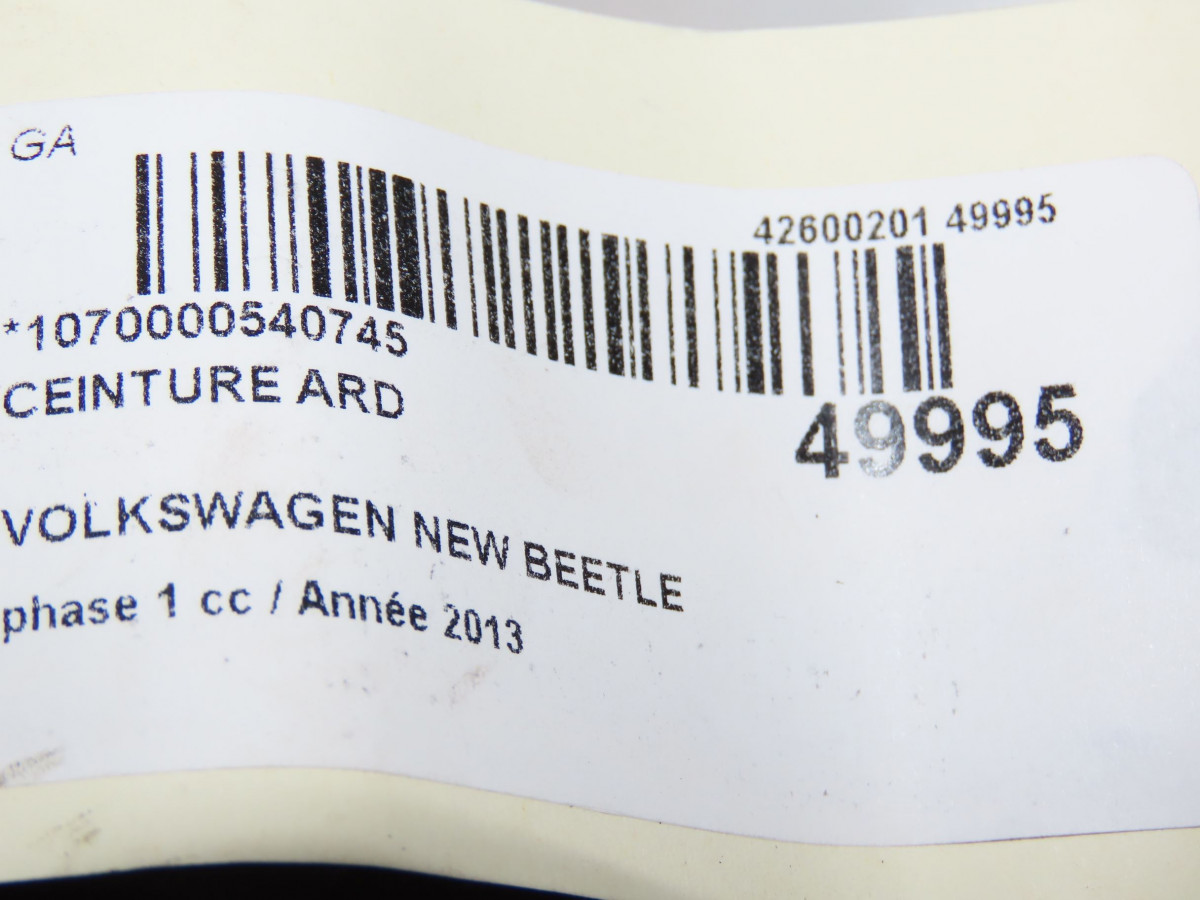 GA
42600201 49995
*1070000540745
CEINTURE ARD
49995
VOLKSWAGEN NEW BEETLE
phase 1 cc / Année 2013